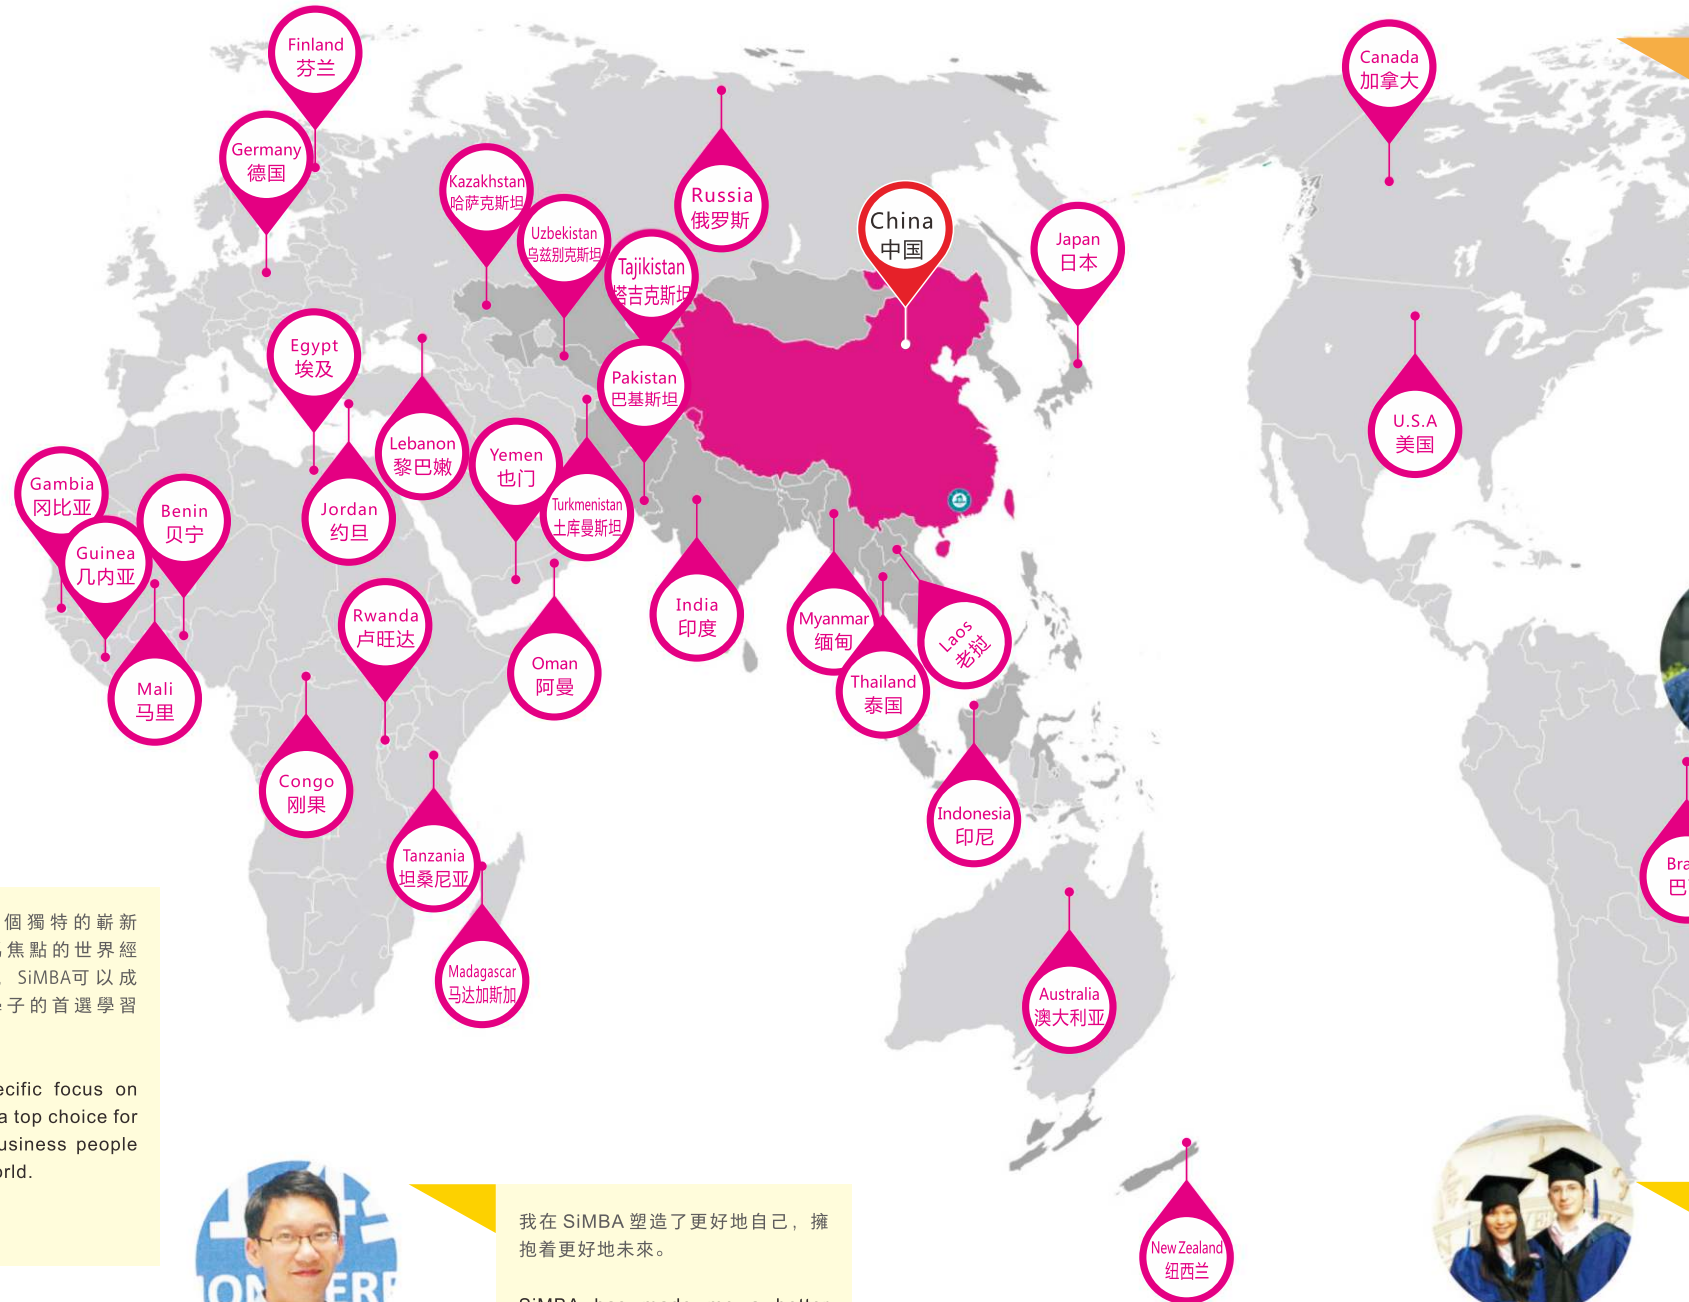 Finland
芬兰
Germany
德国
Kazakhstan
哈萨克斯坦
Uzbekistan
乌兹别克斯坦
Tajikistan
塔吉克斯坦
Russia
俄罗斯
China
中国
Japan
日本
Canada
加拿大
U.S.A
美国
Egypt
埃及
Jordan
约旦
Lebanon
黎巴嫩
Yemen
也门
Turkmenistan
土库曼斯坦
Pakistan
巴基斯坦
Gambia
冈比亚
Guinea
几内亚
Benin
贝宁
Mali
马里
Rwanda
卢旺达
Oman
阿曼
India
印度
Myanmar
缅甸
Thailand
泰国
Laos
老挝
Congo
刚果
Tanzania
坦桑尼亚
Madagascar
马达加斯加
Indonesia
印尼
Australia
澳大利亚
New Zealand
纽西兰
Bra
巴
個獨特的嶄新
焦點的世界經
SiMBA可以成
子的首選學習
ecific focus on
a top choice for
usiness people
orld.
我在 SiMBA 塑造了更好地自己，擁
抱着更好地未來。